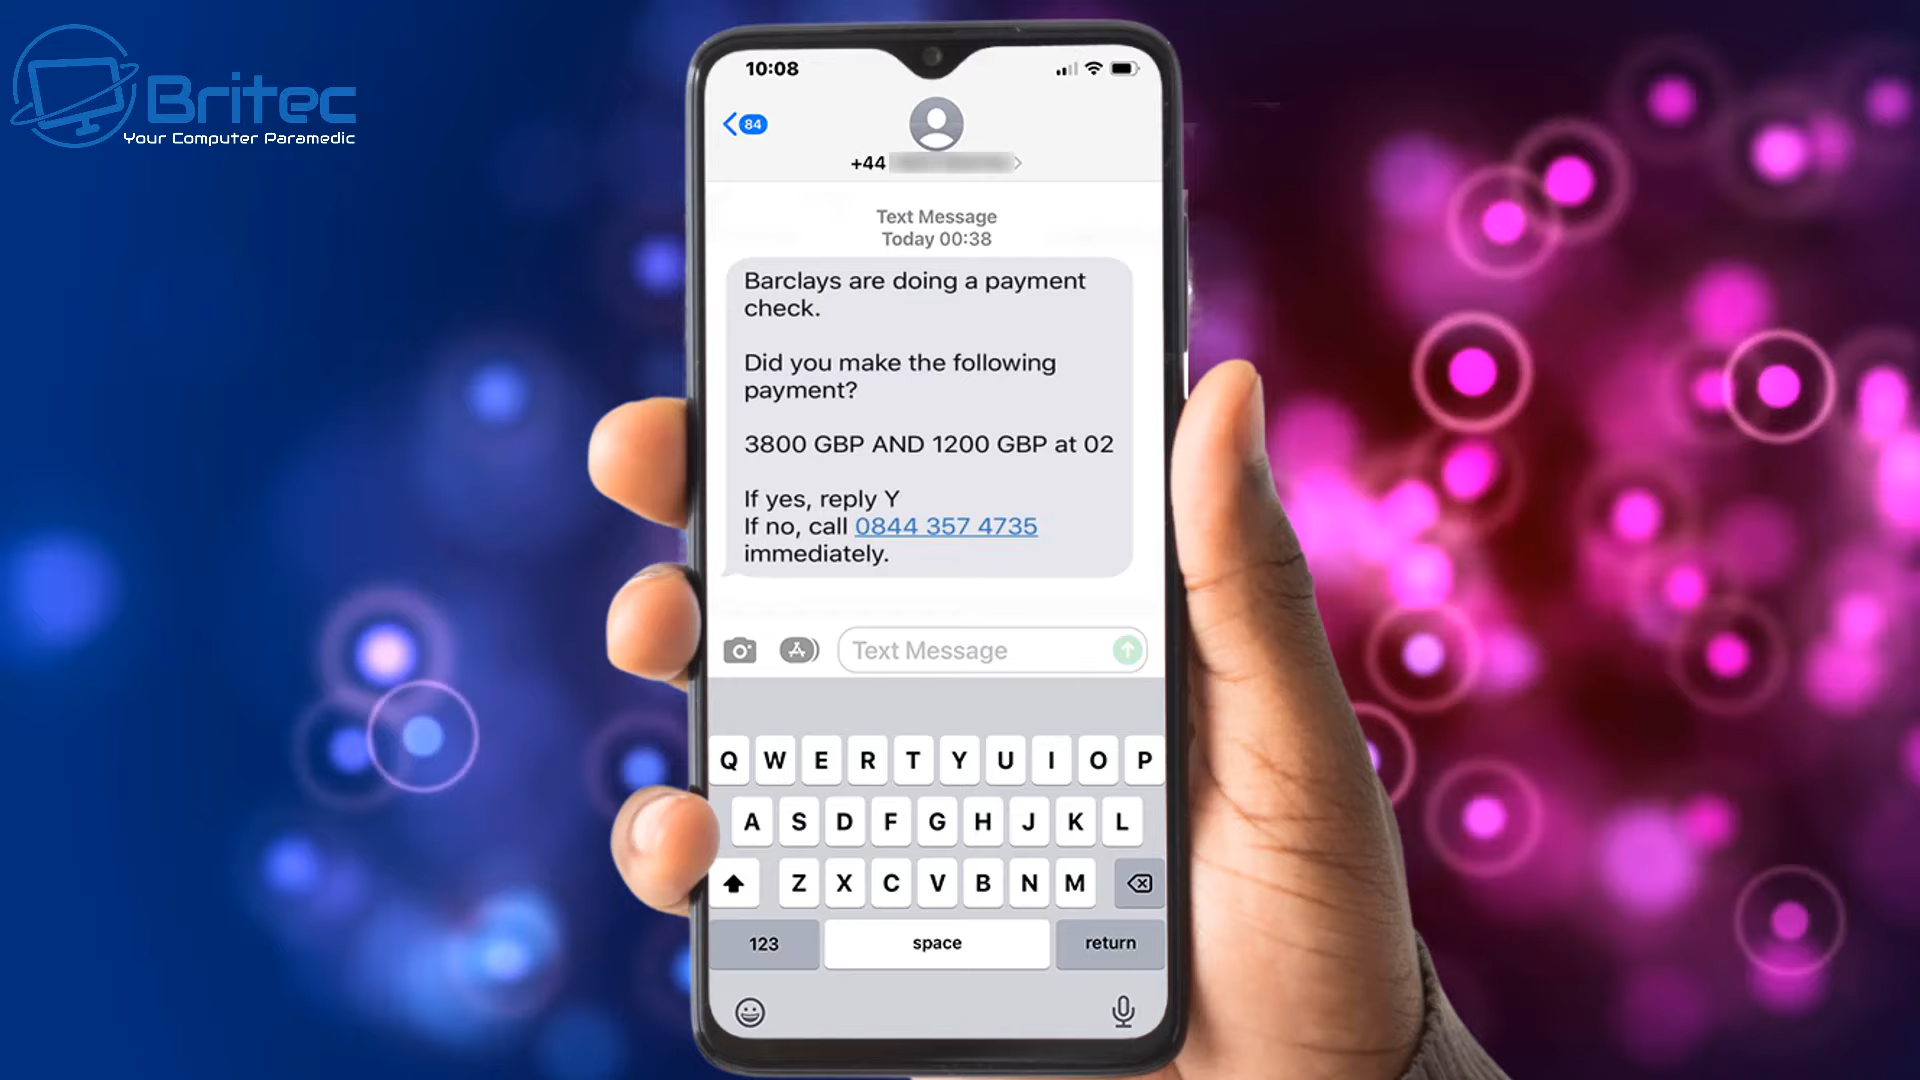 Britec
Your Computer Paramedic
10:08
84
+44
Text Message
Today 00:38
Barclays are doing a payment
check.
Did you make the following
payment?
3800 GBP AND 1200 GBP at 02
If yes, reply Y
If no, call 0844 357 4735
immediately.
Text Message
Q W E R T Y U I O P
A S D F G H J K L
Z X C V B N M
123 space return